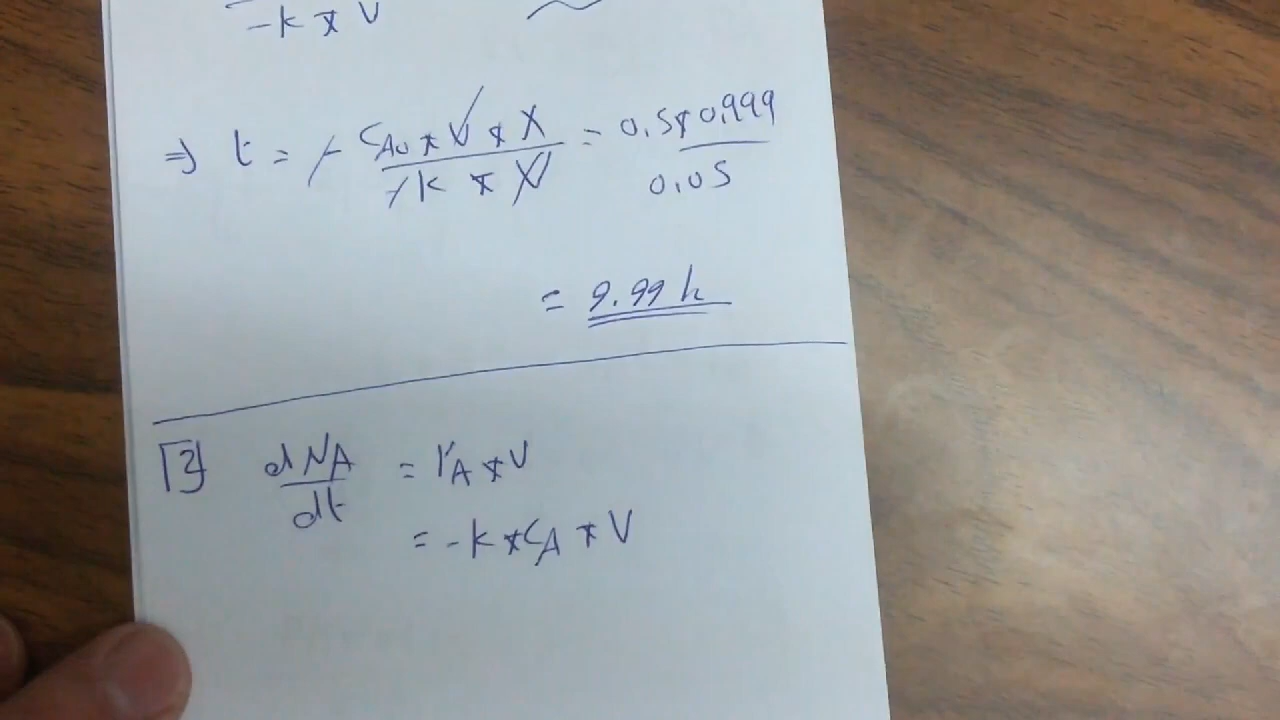 -k * V
⇒ t = - CA0 * V * X / -k * V = 0.5 * 0.999 / 0.05
= 9.99 h
[2] dNA / dt = rA * V
= -k * CA * V